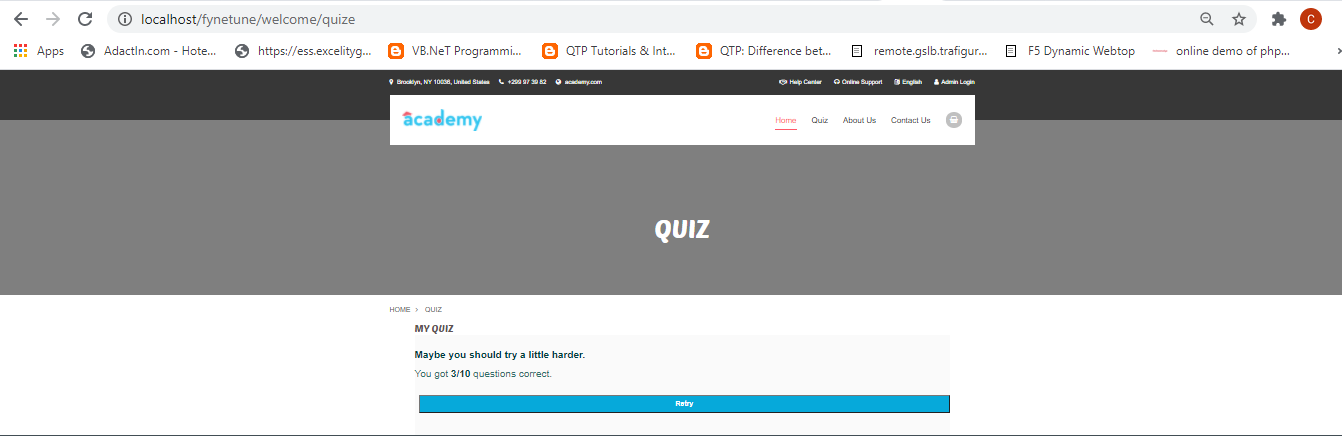 localhost/fynetune/welcome/quize
C
Apps AdactIn.com - Hote... https://ess.excelityg... VB.NeT Programmi... QTP Tutorials & Int... QTP: Difference bet... remote.gslb.trafigur... F5 Dynamic Webtop online demo of php...
Brooklyn, NY 10036, United States +299 97 39 82 academy.com Help Center Online Support English Admin Login
academy Home Quiz About Us Contact Us
QUIZ
HOME > QUIZ
MY QUIZ
Maybe you should try a little harder.
You got 3/10 questions correct.
Retry